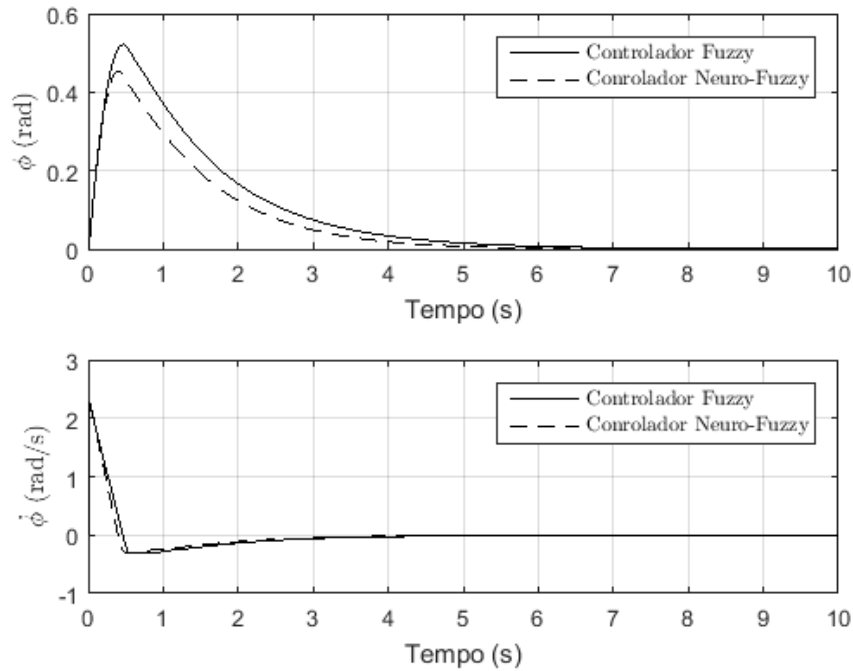 0.6
0.4
0.2
0
ϕ (rad)
Controlador Fuzzy
Conrolador Neuro-Fuzzy
0 1 2 3 4 5 6 7 8 9 10
Tempo (s)
3
2
1
0
-1
ϕ̇ (rad/s)
Controlador Fuzzy
Conrolador Neuro-Fuzzy
0 1 2 3 4 5 6 7 8 9 10
Tempo (s)